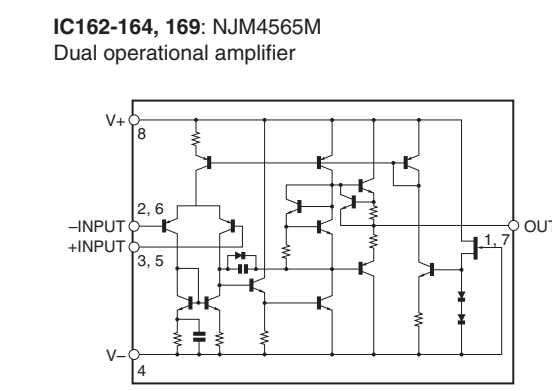 IC162-164, 169: NJM4565M
Dual operational amplifier
V+
8
2, 6
–INPUT
+INPUT
3, 5
OUT
1, 7
V–
4